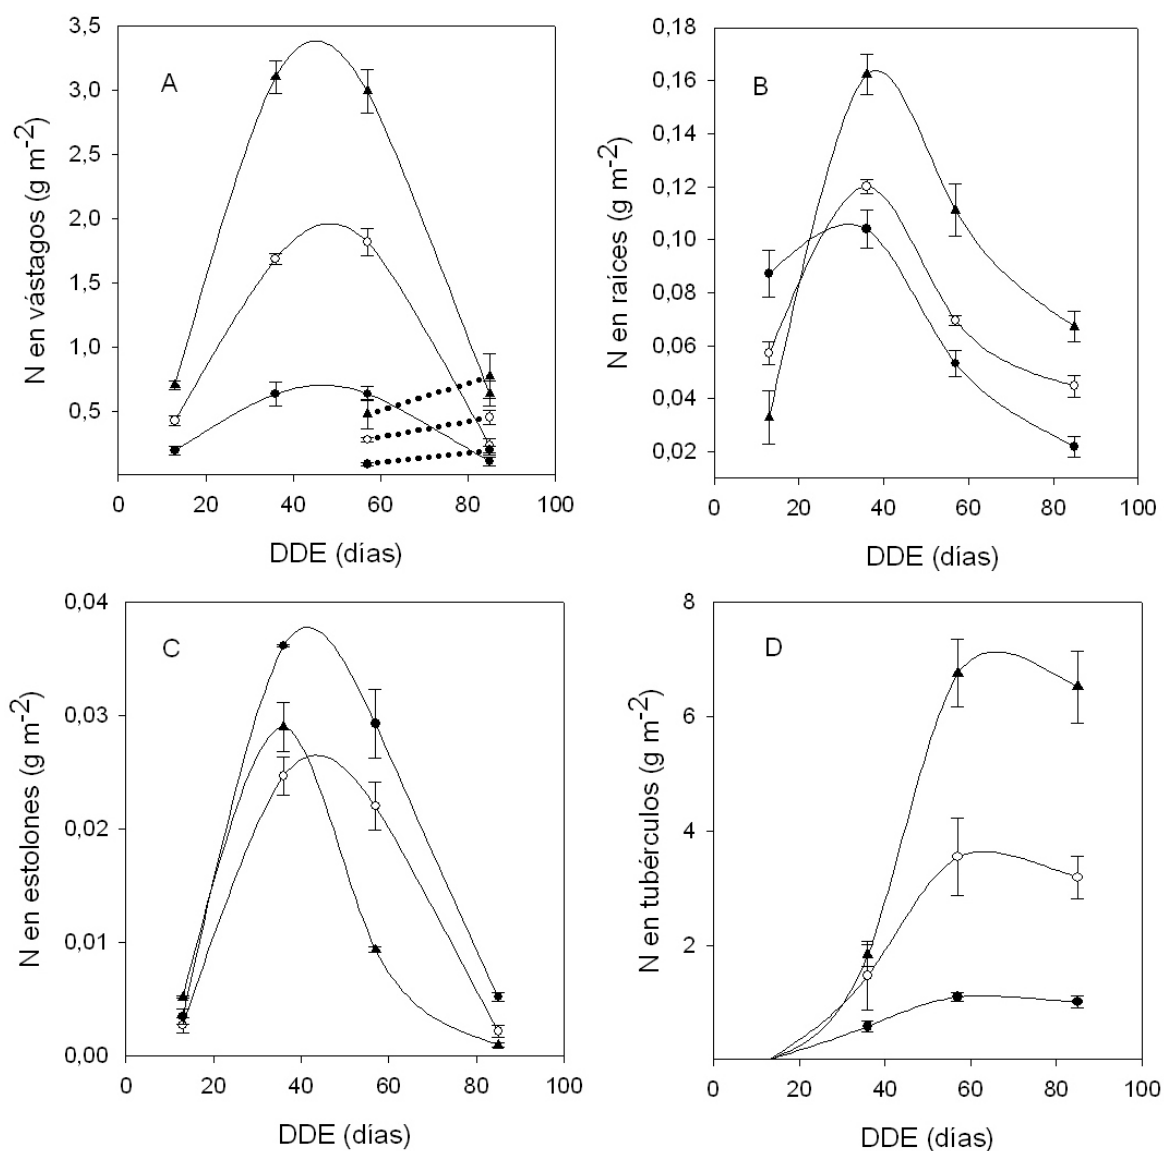 A
N en vástagos (g m-2)
3,5
3,0
2,5
2,0
1,5
1,0
0,5
0 20 40 60 80 100
DDE (días)
B
N en raíces (g m-2)
0,18
0,16
0,14
0,12
0,10
0,08
0,06
0,04
0,02
0 20 40 60 80 100
DDE (días)
C
N en estolones (g m-2)
0,04
0,03
0,02
0,01
0,00
0 20 40 60 80 100
DDE (días)
D
N en tubérculos (g m-2)
8
6
4
2
0 20 40 60 80 100
DDE (días)